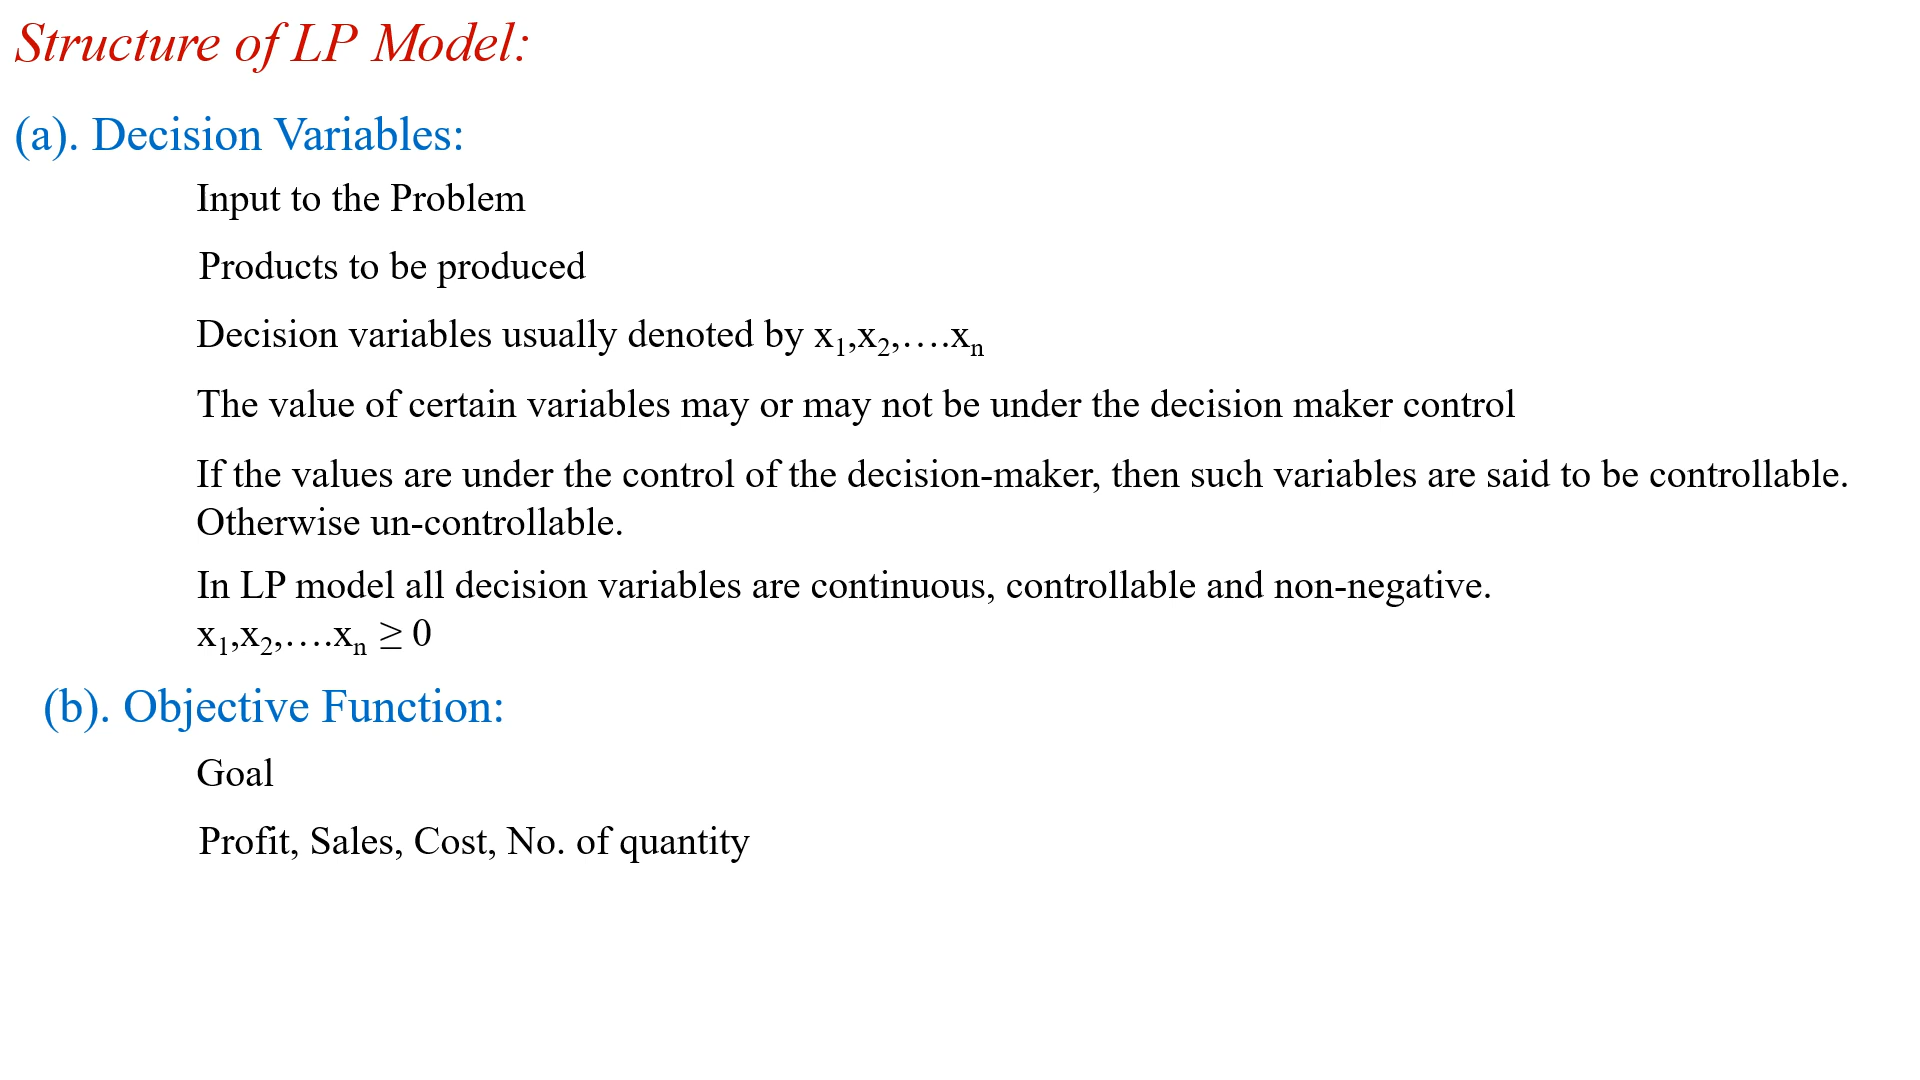 Structure of LP Model:
(a). Decision Variables:
Input to the Problem
Products to be produced
Decision variables usually denoted by x₁,x₂,….xₙ
The value of certain variables may or may not be under the decision maker control
If the values are under the control of the decision-maker, then such variables are said to be controllable.
Otherwise un-controllable.
In LP model all decision variables are continuous, controllable and non-negative.
x₁,x₂,….xₙ ≥ 0
(b). Objective Function:
Goal
Profit, Sales, Cost, No. of quantity